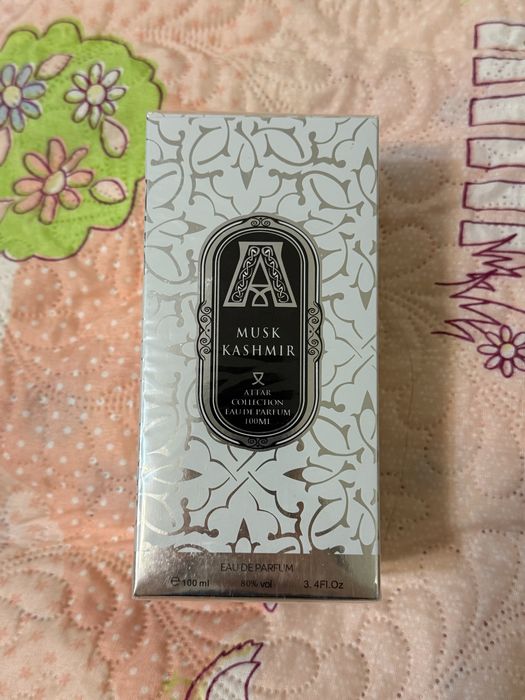 A
MUSK
KASHMIR
ATTAR
COLLECTION
EAU DE PARFUM
100ML
EAU DE PARFUM
℮ 100 ml 80% vol 3. 4Fl.Oz